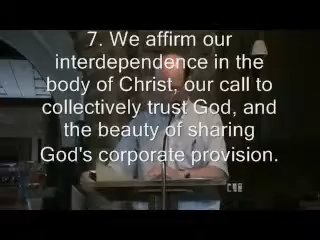 7. We affirm our
interdependence in the
body of Christ, our call to
collectively trust God, and
the beauty of sharing
God's corporate provision.